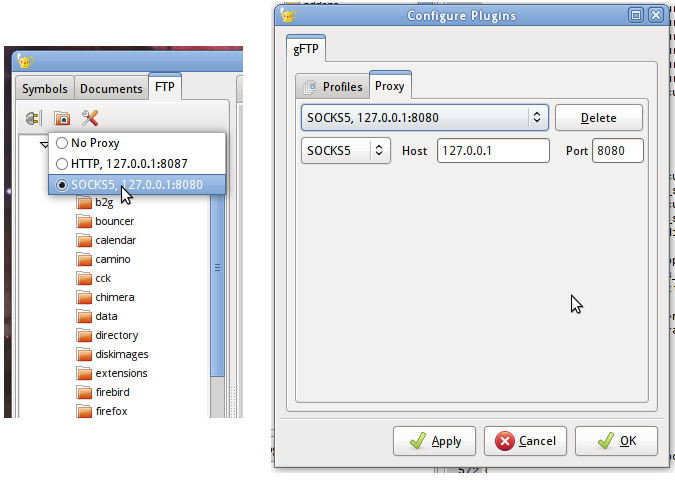 Symbols Documents FTP
No Proxy
HTTP, 127.0.0.1:8087
SOCKS5, 127.0.0.1:8080
b2g
bouncer
calendar
camino
cck
chimera
data
directory
diskimages
extensions
firebird
firefox
Configure Plugins
gFTP
Profiles Proxy
SOCKS5, 127.0.0.1:8080 Delete
SOCKS5 Host 127.0.0.1 Port 8080
Apply Cancel OK
572 {